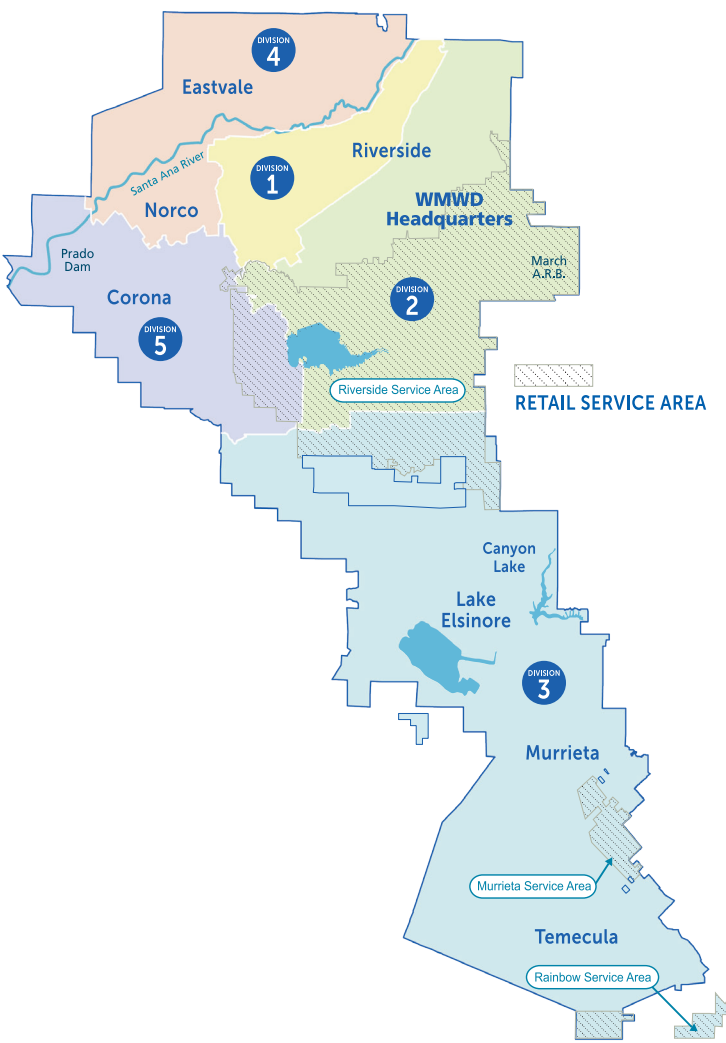 DIVISION
4
Eastvale
Santa Ana River
DIVISION
1
Riverside
Norco
WMWD
Headquarters
Prado
Dam
March
A.R.B.
Corona
DIVISION
2
DIVISION
5
Riverside Service Area
RETAIL SERVICE AREA
Canyon
Lake
Lake
Elsinore
DIVISION
3
Murrieta
Murrieta Service Area
Temecula
Rainbow Service Area